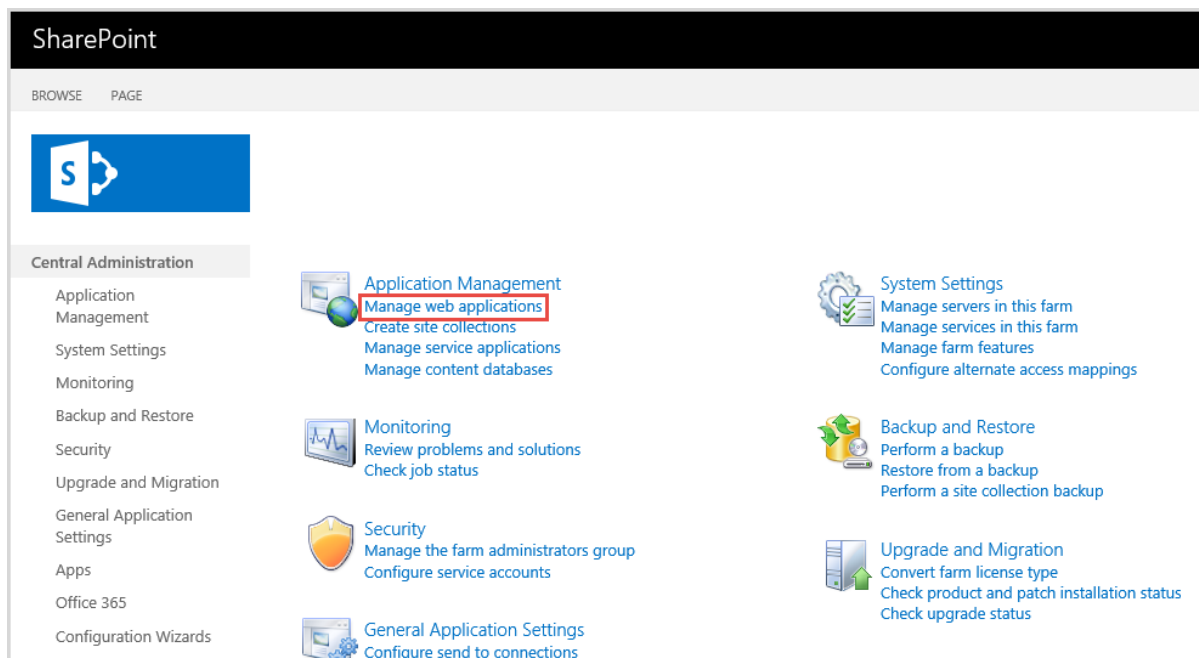 SharePoint
BROWSE PAGE
S
Central Administration
Application
Management
System Settings
Monitoring
Backup and Restore
Security
Upgrade and Migration
General Application
Settings
Apps
Office 365
Configuration Wizards
Application Management
Manage web applications
Create site collections
Manage service applications
Manage content databases
Monitoring
Review problems and solutions
Check job status
Security
Manage the farm administrators group
Configure service accounts
General Application Settings
Configure send to connections
System Settings
Manage servers in this farm
Manage services in this farm
Manage farm features
Configure alternate access mappings
Backup and Restore
Perform a backup
Restore from a backup
Perform a site collection backup
Upgrade and Migration
Convert farm license type
Check product and patch installation status
Check upgrade status